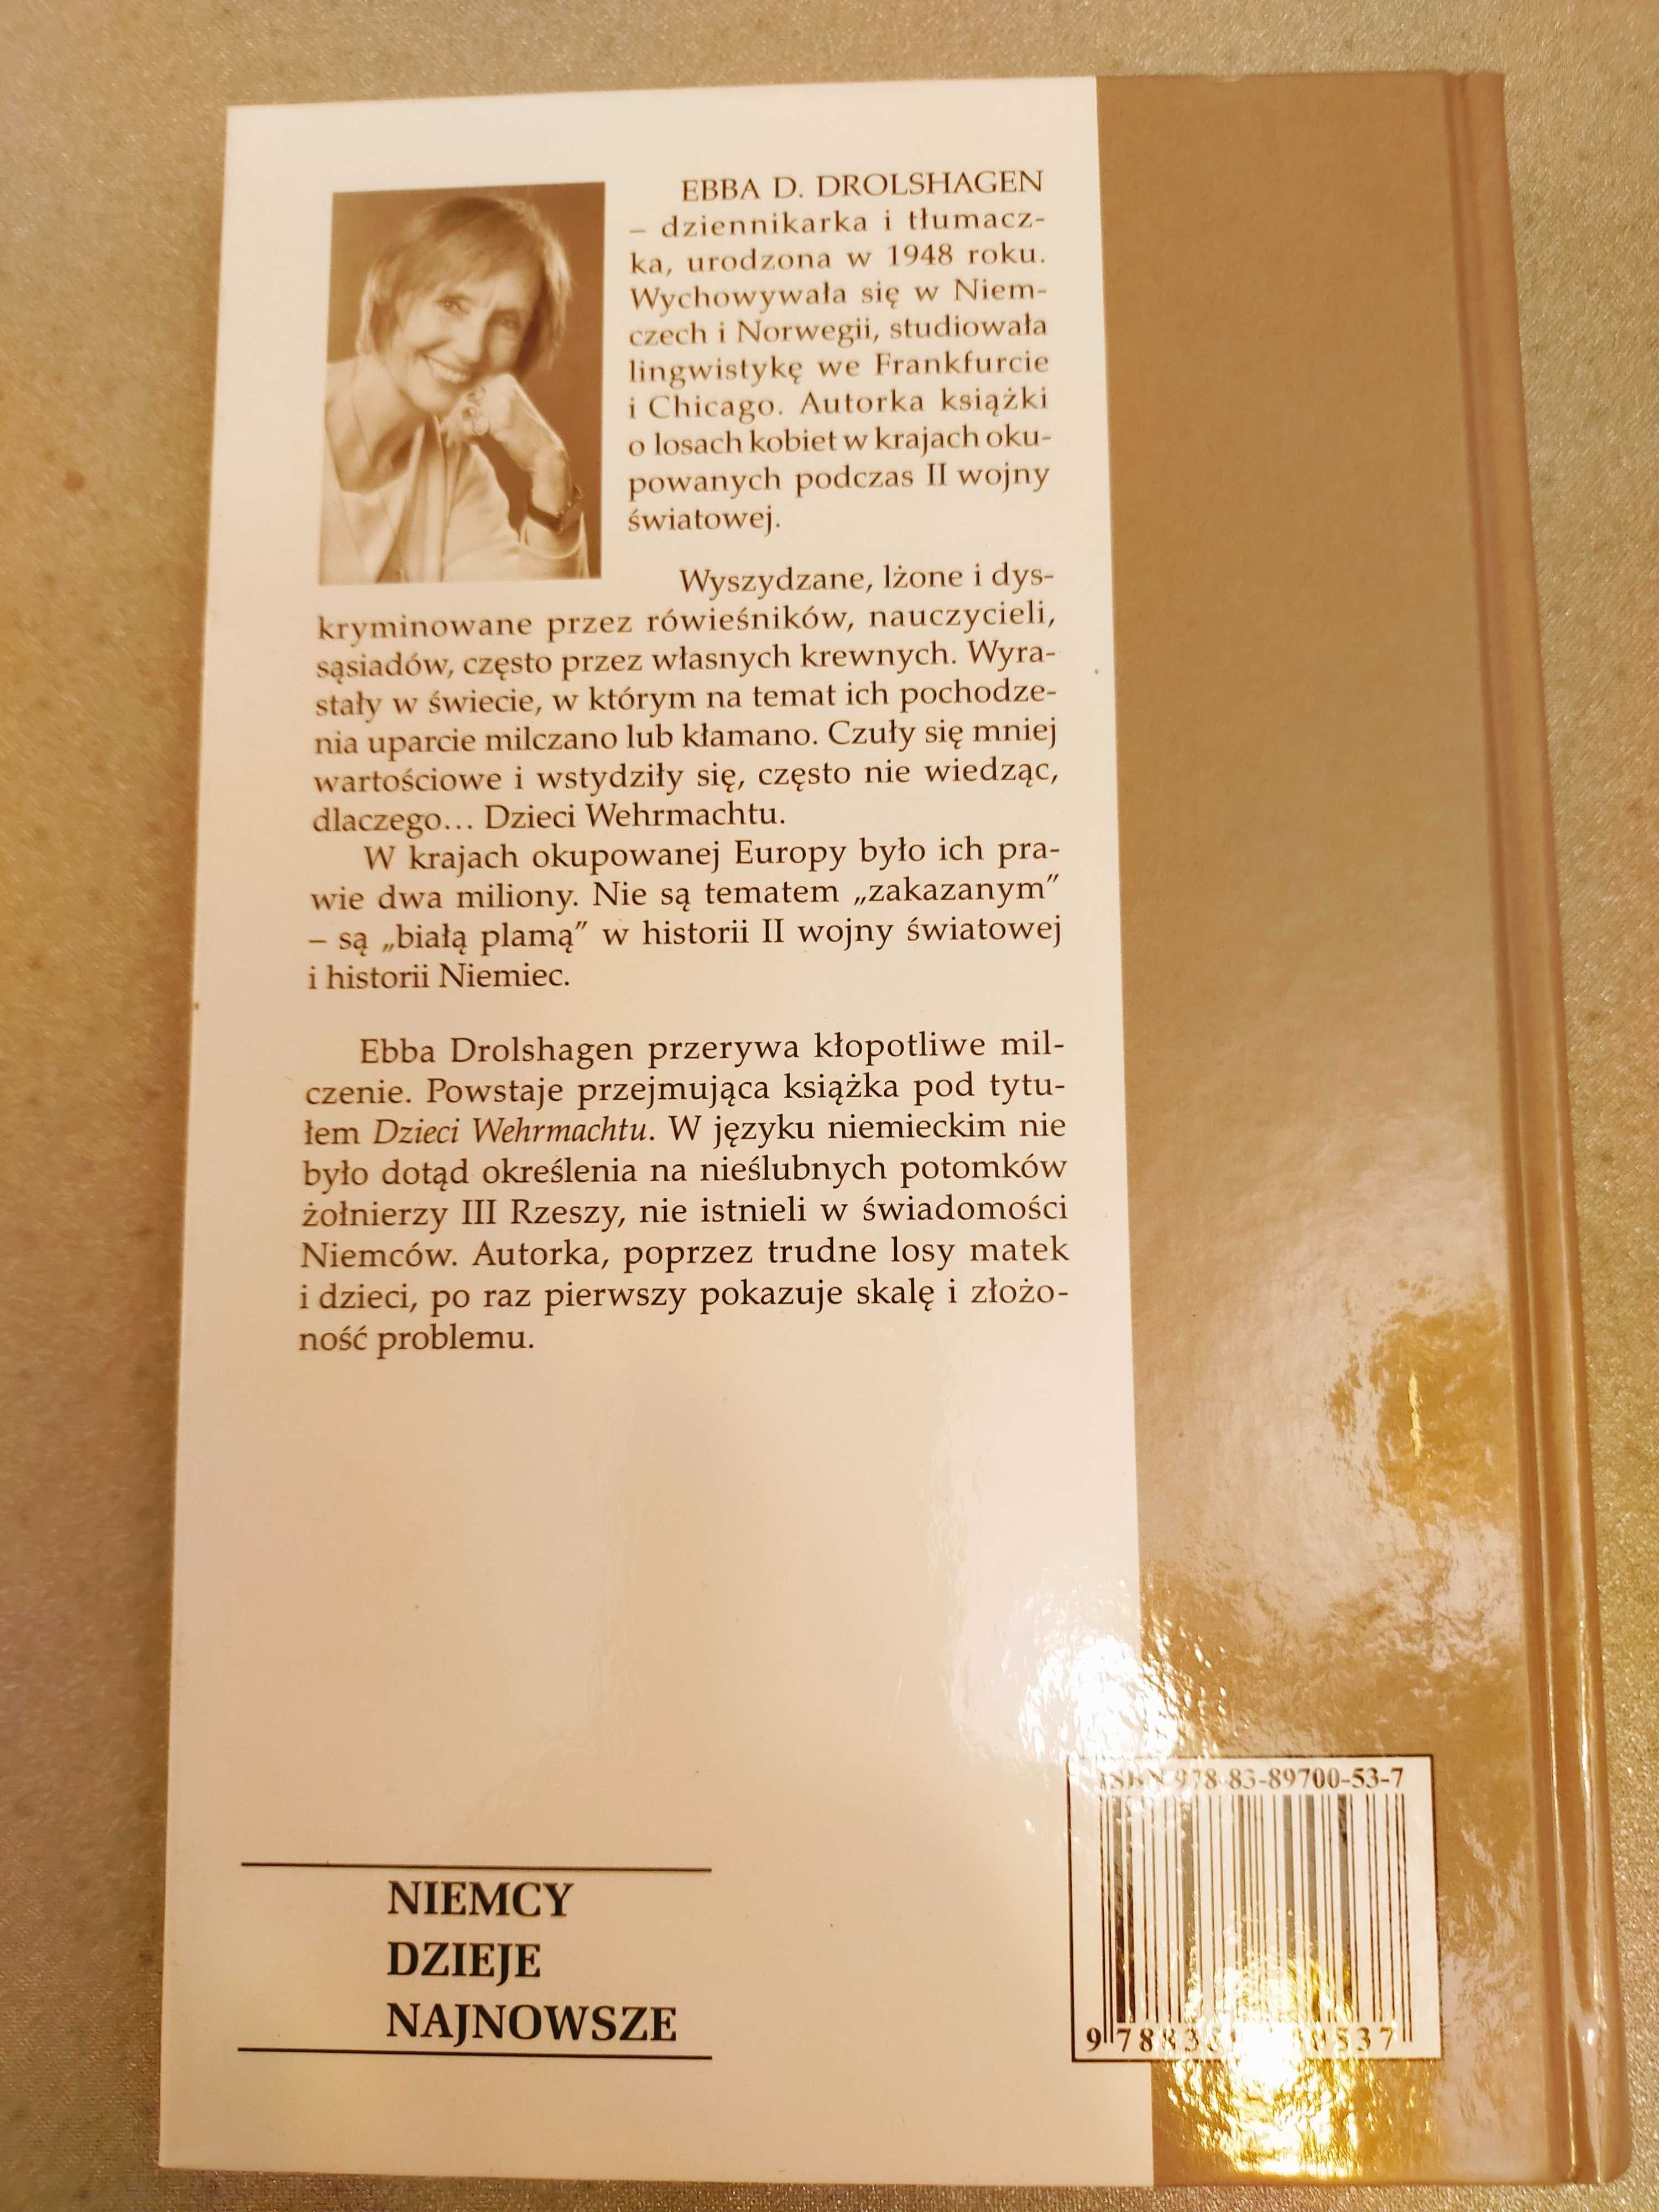 EBBA D. DROLSHAGEN
– dziennikarka i tłumacz-
ka, urodzona w 1948 roku.
Wychowywała się w Niem-
czech i Norwegii, studiowała
lingwistykę we Frankfurcie
i Chicago. Autorka książki
o losach kobiet w krajach oku-
powanych podczas II wojny
światowej.
Wyszydzane, lżone i dys-
kryminowane przez rówieśników, nauczycieli,
sąsiadów, często przez własnych krewnych. Wyra-
stały w świecie, w którym na temat ich pochodze-
nia uparcie milczano lub kłamano. Czuły się mniej
wartościowe i wstydziły się, często nie wiedząc,
dlaczego... Dzieci Wehrmachtu.
W krajach okupowanej Europy było ich pra-
wie dwa miliony. Nie są tematem „zakazanym”
– są „białą plamą” w historii II wojny światowej
i historii Niemiec.
Ebba Drolshagen przerywa kłopotliwe mil-
czenie. Powstaje przejmująca książka pod tytu-
łem Dzieci Wehrmachtu. W języku niemieckim nie
było dotąd określenia na nieślubnych potomków
żołnierzy III Rzeszy, nie istnieli w świadomości
Niemców. Autorka, poprzez trudne losy matek
i dzieci, po raz pierwszy pokazuje skalę i złożo-
ność problemu.
ISBN 978-83-89700-53-7
NIEMCY
DZIEJE
NAJNOWSZE